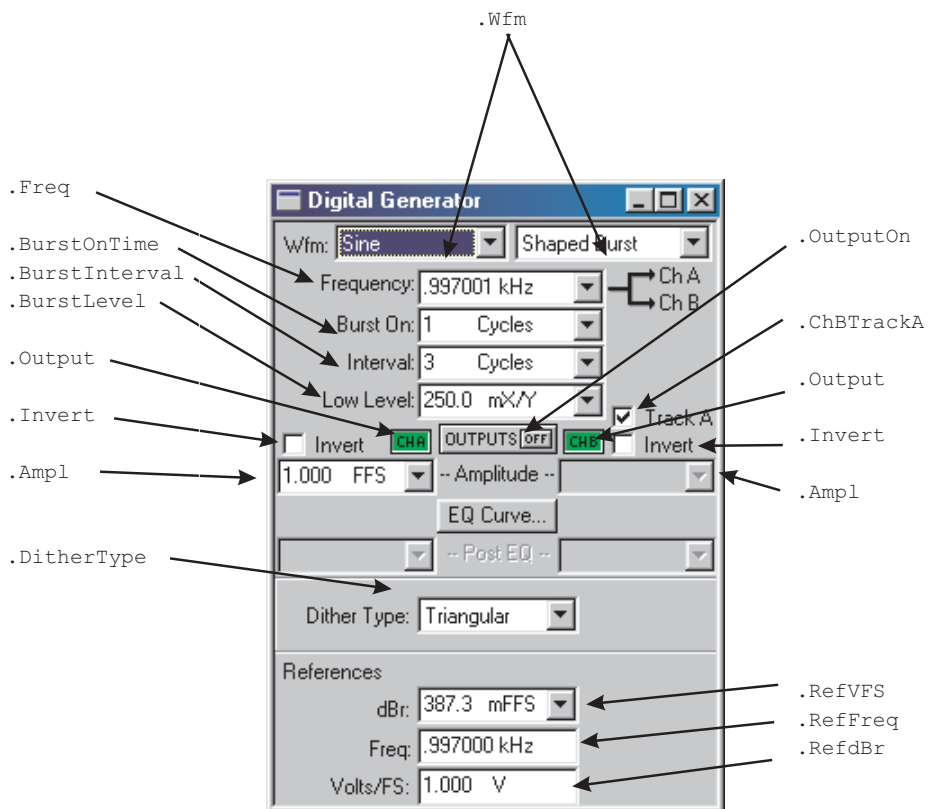 .Wfm
.Freq
.BurstOnTime
.BurstInterval
.BurstLevel
.Output
.Invert
.Ampl
.DitherType
Digital Generator
Wfm: Sine Shaped Burst
Frequency: .997001 kHz Ch A
Ch B
Burst On: 1 Cycles
Interval: 3 Cycles
Low Level: 250.0 mX/Y
Track A
Invert CHA OUTPUTS OFF CHB Invert
1.000 FFS -- Amplitude --
EQ Curve...
-- Post EQ --
Dither Type: Triangular
References
dBr: 387.3 mFFS
Freq: .997000 kHz
Volts/FS: 1.000 V
.OutputOn
.ChBTrackA
.Output
.Invert
.Ampl
.RefVFS
.RefFreq
.RefdBr